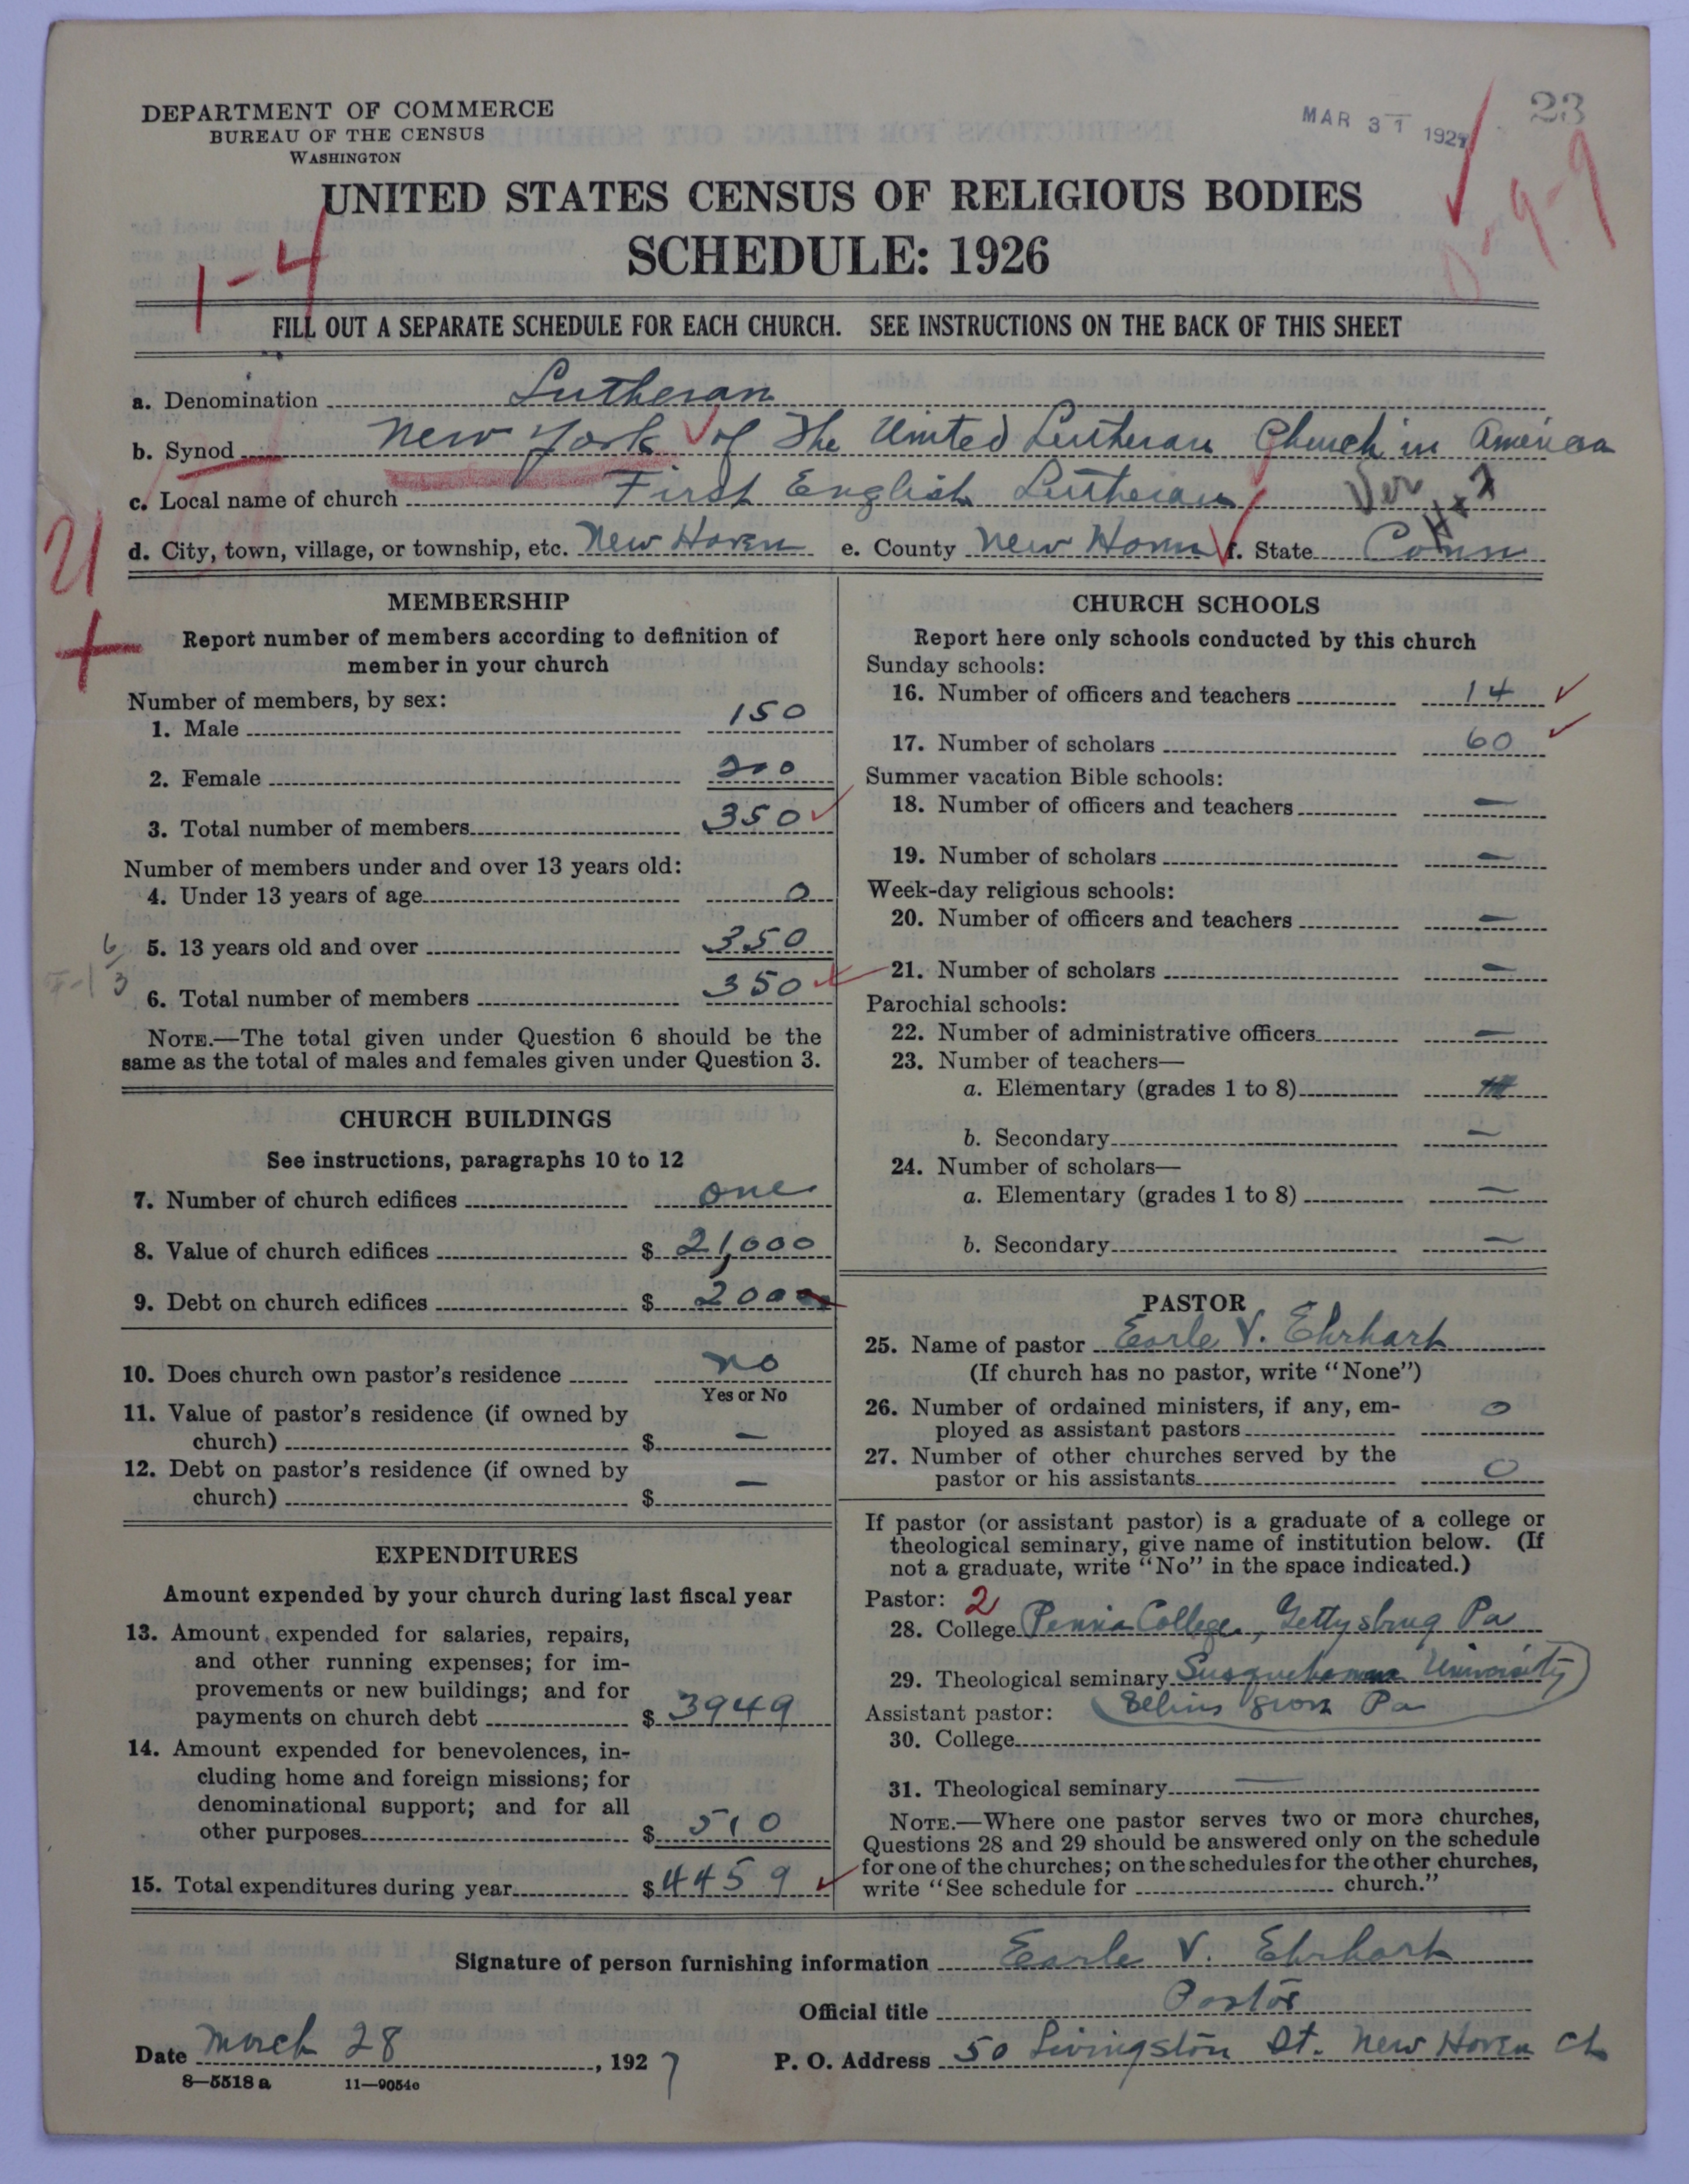 DEPARTMENT OF COMMERCE
BUREAU OF THE CENSUS
WASHINGTON
MAR 31 1927
23
UNITED STATES CENSUS OF RELIGIOUS BODIES
SCHEDULE: 1926
1-4
FILL OUT A SEPARATE SCHEDULE FOR EACH CHURCH. SEE INSTRUCTIONS ON THE BACK OF THIS SHEET
a. Denomination Lutheran
b. Synod New York of The United Lutheran Church in America
c. Local name of church First English Lutheran
Ver
d. City, town, village, or township, etc. New Haven e. County New Haven f. State Conn
21
+
MEMBERSHIP
Report number of members according to definition of
member in your church
Number of members, by sex:
1. Male 150
2. Female 200
3. Total number of members 350
Number of members under and over 13 years old:
4. Under 13 years of age 0
5. 13 years old and over 350
6. Total number of members 350
NOTE.—The total given under Question 6 should be the
same as the total of males and females given under Question 3.
CHURCH BUILDINGS
See instructions, paragraphs 10 to 12
7. Number of church edifices one
8. Value of church edifices $ 21,000
9. Debt on church edifices $ 2000
10. Does church own pastor's residence no
Yes or No
11. Value of pastor's residence (if owned by
church) $ —
12. Debt on pastor's residence (if owned by
church) $ —
EXPENDITURES
Amount expended by your church during last fiscal year
13. Amount expended for salaries, repairs,
and other running expenses; for im-
provements or new buildings; and for
payments on church debt $ 3949
14. Amount expended for benevolences, in-
cluding home and foreign missions; for
denominational support; and for all
other purposes $ 510
15. Total expenditures during year $ 4459
CHURCH SCHOOLS
Report here only schools conducted by this church
Sunday schools:
16. Number of officers and teachers 14
17. Number of scholars 60
Summer vacation Bible schools:
18. Number of officers and teachers —
19. Number of scholars —
Week-day religious schools:
20. Number of officers and teachers —
21. Number of scholars —
Parochial schools:
22. Number of administrative officers —
23. Number of teachers—
a. Elementary (grades 1 to 8)
b. Secondary —
24. Number of scholars—
a. Elementary (grades 1 to 8) —
b. Secondary —
PASTOR
25. Name of pastor Earle V. Ehrhart
(If church has no pastor, write "None")
26. Number of ordained ministers, if any, em-
ployed as assistant pastors 0
27. Number of other churches served by the
pastor or his assistants 0
If pastor (or assistant pastor) is a graduate of a college or
theological seminary, give name of institution below. (If
not a graduate, write "No" in the space indicated.)
Pastor: 2
28. College Penna College, Gettysburg Pa
29. Theological seminary Susquehanna University
Assistant pastor: Selins Grove Pa
30. College
31. Theological seminary —
NOTE.—Where one pastor serves two or more churches,
Questions 28 and 29 should be answered only on the schedule
for one of the churches; on the schedules for the other churches,
write "See schedule for church."
Signature of person furnishing information Earle V. Ehrhart
Official title Pastor
Date March 28, 1927 P. O. Address 50 Livingston St. New Haven Ct
8—5518 a 11—9054c